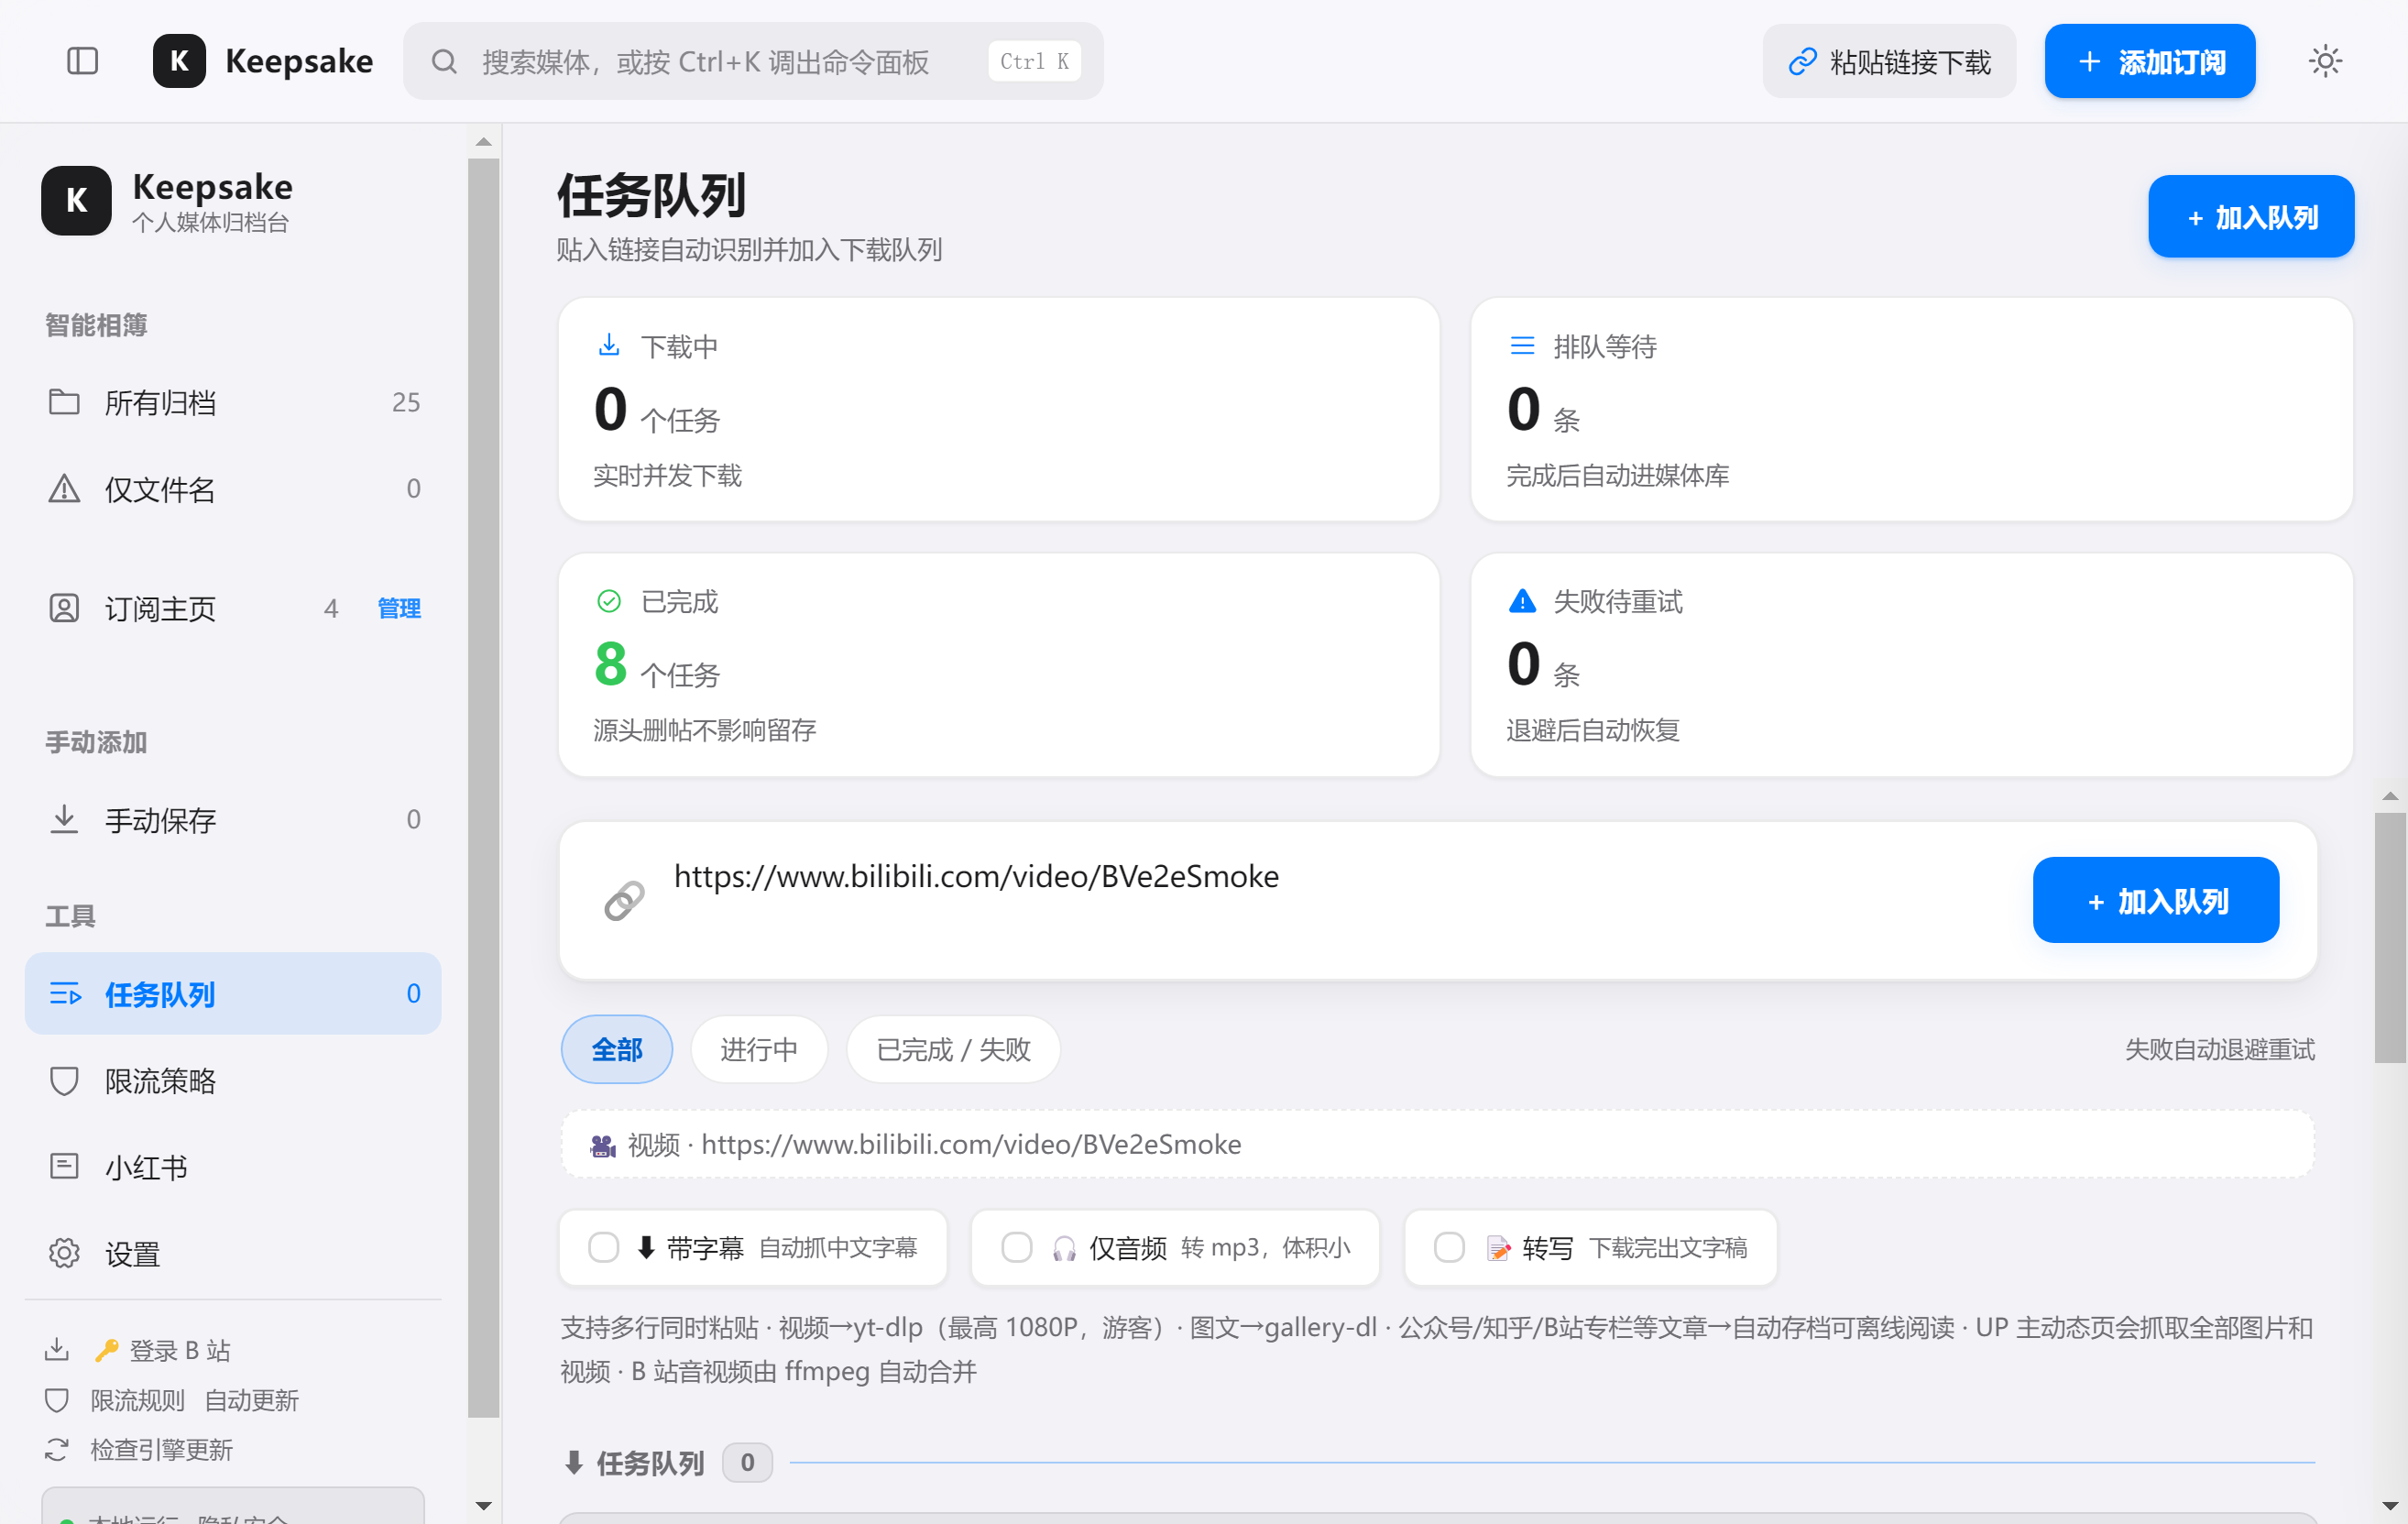 K Keepsake 搜索媒体，或按 Ctrl+K 调出命令面板 Ctrl K 粘贴链接下载 + 添加订阅
K Keepsake
个人媒体归档台
智能相簿
所有归档 25
仅文件名 0
订阅主页 4 管理
手动添加
手动保存 0
工具
任务队列 0
限流策略
小红书
设置
登录 B 站
限流规则 自动更新
检查引擎更新
本地运行 隐私安全
任务队列
贴入链接自动识别并加入下载队列
+ 加入队列
下载中
0 个任务
实时并发下载
排队等待
0 条
完成后自动进媒体库
已完成
8 个任务
源头删帖不影响留存
失败待重试
0 条
退避后自动恢复
https://www.bilibili.com/video/BVe2eSmoke
+ 加入队列
全部 进行中 已完成 / 失败 失败自动退避重试
视频 · https://www.bilibili.com/video/BVe2eSmoke
带字幕 自动抓中文字幕 仅音频 转 mp3，体积小 转写 下载完出文字稿
支持多行同时粘贴 · 视频→yt-dlp（最高 1080P，游客）· 图文→gallery-dl · 公众号/知乎/B站专栏等文章→自动存档可离线阅读 · UP 主动态页会抓取全部图片和
视频 · B 站音视频由 ffmpeg 自动合并
任务队列 0